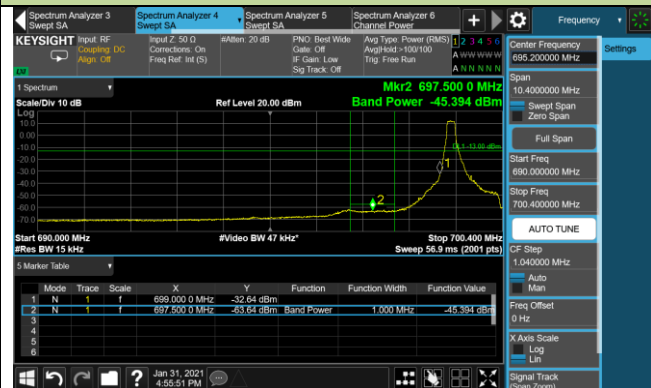 Spectrum Analyzer 3
Swept SA
Spectrum Analyzer 4
Swept SA
Spectrum Analyzer 5
Swept SA
Spectrum Analyzer 6
Channel Power
Frequency
KEYSIGHT
Input: RF
Coupling: DC
Align: Off
Input Z: 50 Ω
Corrections: On
Freq Ref: Int (S)
#Atten: 20 dB
PNO: Best Wide
Gate: Off
IF Gain: Low
Sig Track: Off
Avg Type: Power (RMS)
Avg|Hold:>100/100
Trig: Free Run
1 2 3 4 5 6
A W W W W W
A N N N N N
LXI
1 Spectrum
Scale/Div 10 dB
Ref Level 20.00 dBm
Mkr2 697.500 0 MHz
Band Power -45.394 dBm
Log
10.0
0.00
-10.0
-20.0
-30.0
-40.0
-50.0
-60.0
-70.0
DL1 -13.00 dBm
1
2
Start 690.000 MHz
#Video BW 47 kHz*
Stop 700.400 MHz
#Res BW 15 kHz
Sweep 56.9 ms (2001 pts)
5 Marker Table
Mode Trace Scale X Y Function Function Width Function Value
1 N 1 f 699.000 0 MHz -32.64 dBm
2 N 1 f 697.500 0 MHz -63.64 dBm Band Power 1.000 MHz -45.394 dBm
3
4
5
6
Jan 31, 2021
4:55:51 PM
Settings
Center Frequency
695.200000 MHz
Span
10.4000000 MHz
Swept Span
Zero Span
Full Span
Start Freq
690.000000 MHz
Stop Freq
700.400000 MHz
AUTO TUNE
CF Step
1.040000 MHz
Auto
Man
Freq Offset
0 Hz
X Axis Scale
Log
Lin
Signal Track
(Span Zoom)